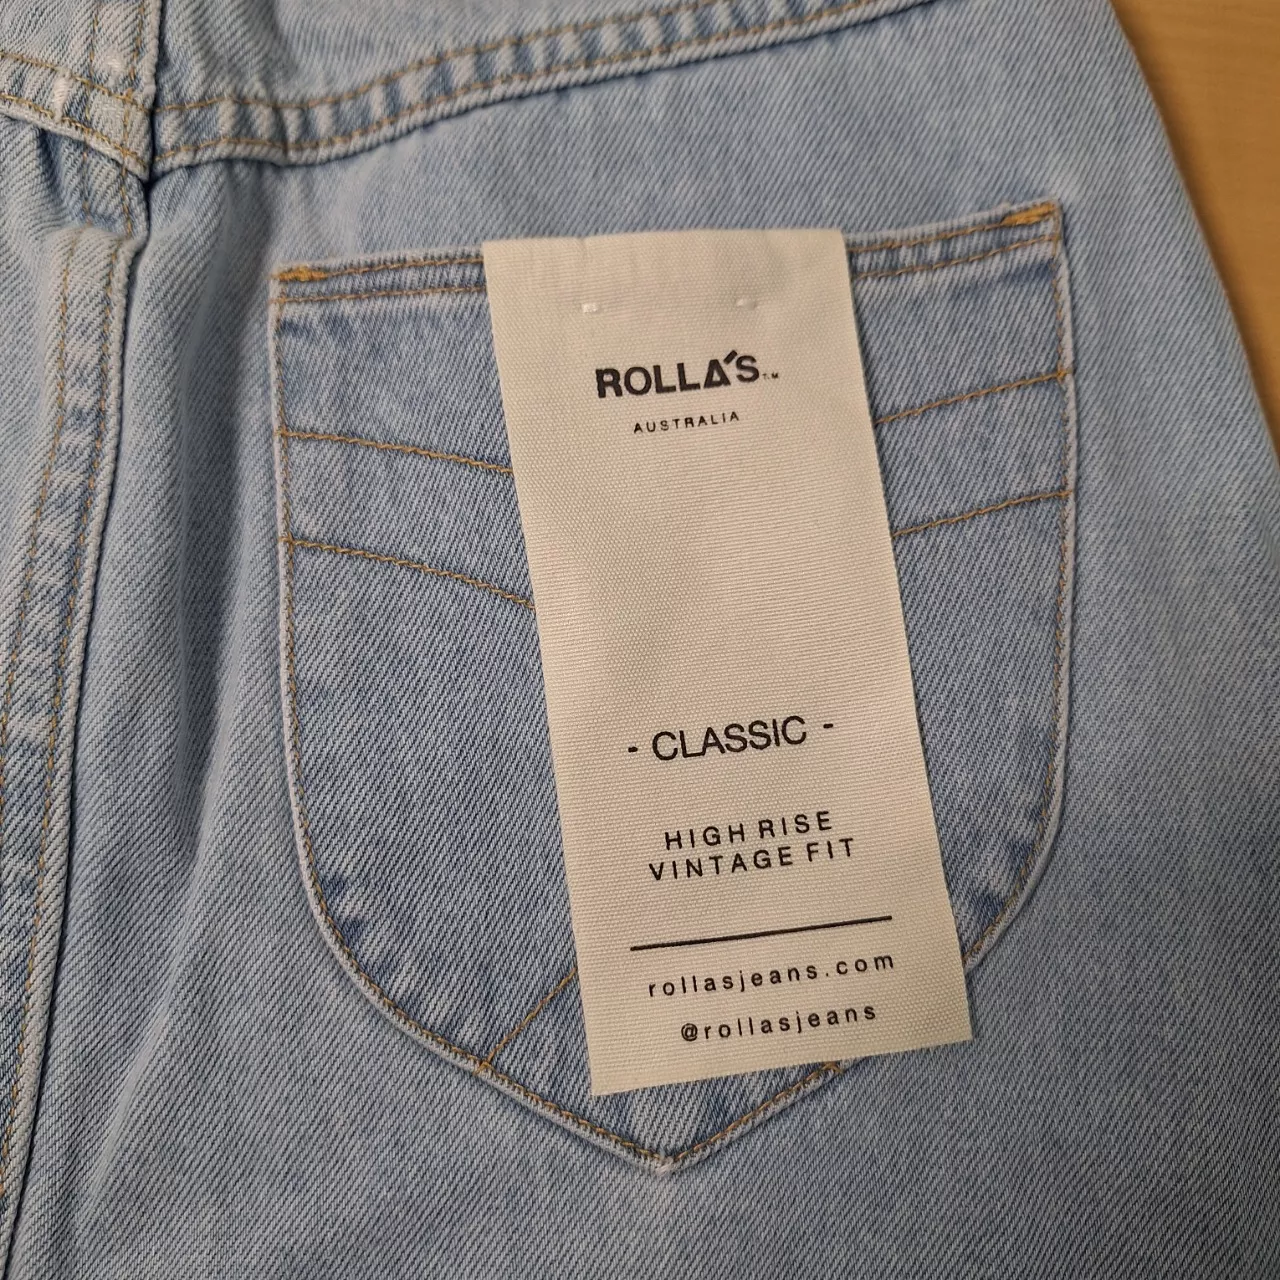 ROLLA'S™
AUSTRALIA
- CLASSIC -
HIGH RISE
VINTAGE FIT
rollasjeans.com
@rollasjeans